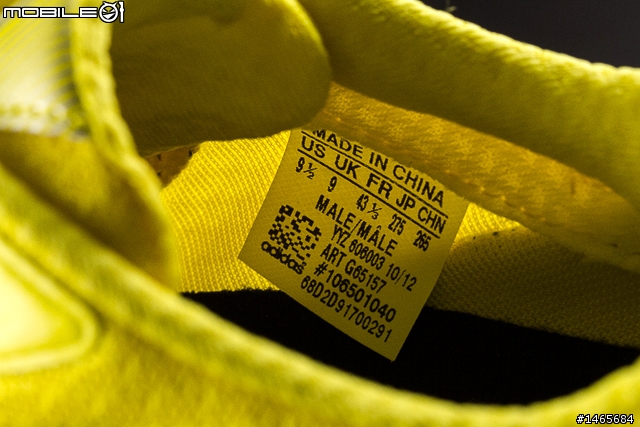 MOBILE01
MADE IN CHINA
US UK FR JP CHN
9½ 9 43⅓ 275 265
MALE/MÂLE
YIZ 606003 10/12
ART G65157
#106501040
68D2D91700291
adidas
#1465684